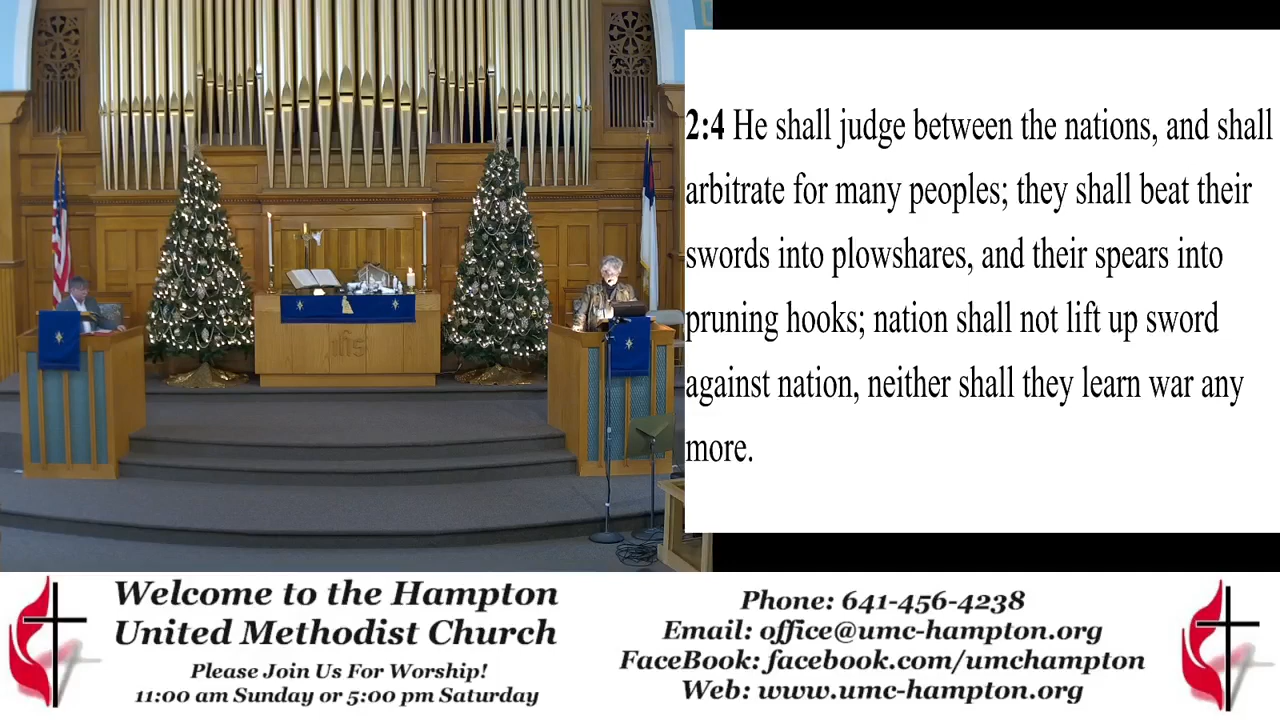 2:4 He shall judge between the nations, and shall
arbitrate for many peoples; they shall beat their
swords into plowshares, and their spears into
pruning hooks; nation shall not lift up sword
against nation, neither shall they learn war any
more.
ihs
Welcome to the Hampton
United Methodist Church
Please Join Us For Worship!
11:00 am Sunday or 5:00 pm Saturday
Phone: 641-456-4238
Email: office@umc-hampton.org
FaceBook: facebook.com/umchampton
Web: www.umc-hampton.org